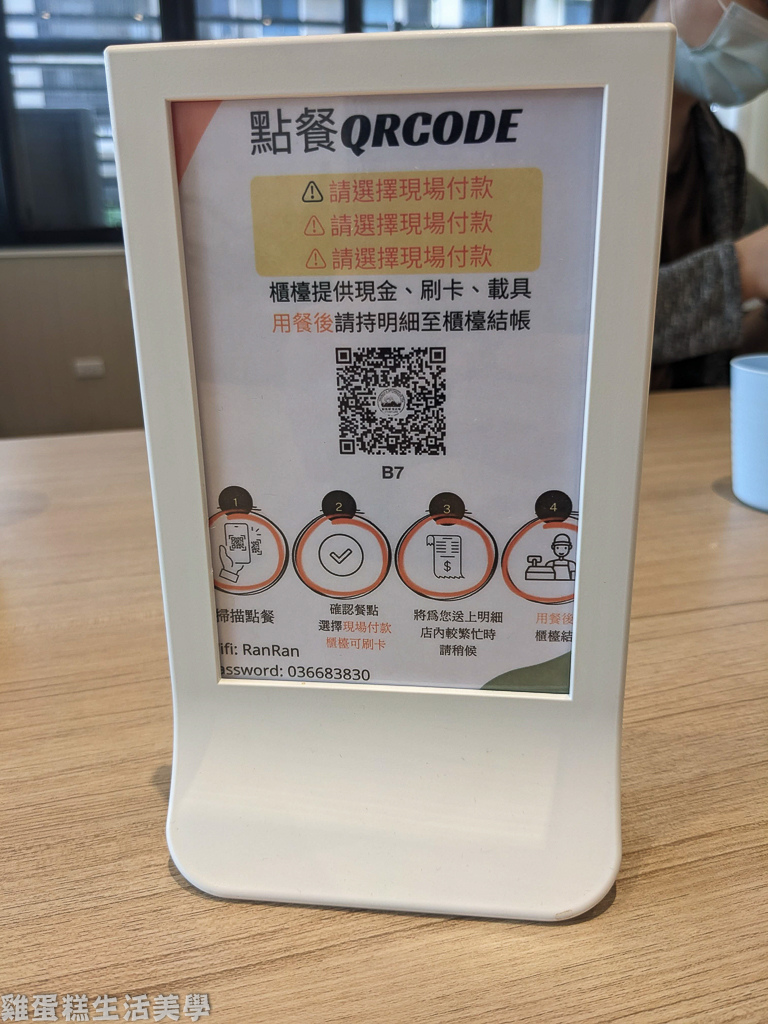 點餐QRCODE
⚠請選擇現場付款
⚠請選擇現場付款
⚠請選擇現場付款
櫃檯提供現金、刷卡、載具
用餐後請持明細至櫃檯結帳
B7
1 2 3 4
$
掃描點餐
確認餐點
選擇現場付款
櫃檯可刷卡
將為您送上明細
店內較繁忙時
請稍候
用餐後
櫃檯結
ifi: RanRan
assword: 036683830
雞蛋糕生活美學